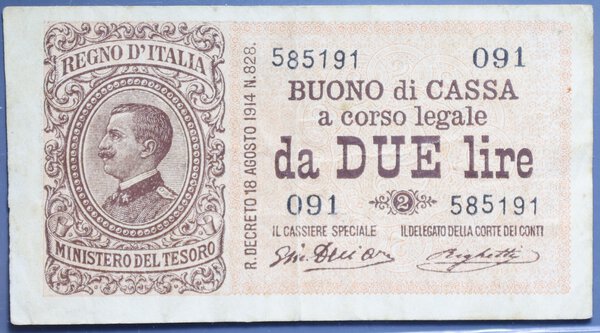 REGNO D'ITALIA
MINISTERO DEL TESORO
R. DECRETO 18 AGOSTO 1914 N. 828.
585191 091
BUONO di CASSA
a corso legale
da DUE lire
091 2 585191
IL CASSIERE SPECIALE IL DELEGATO DELLA CORTE DEI CONTI
Righetti